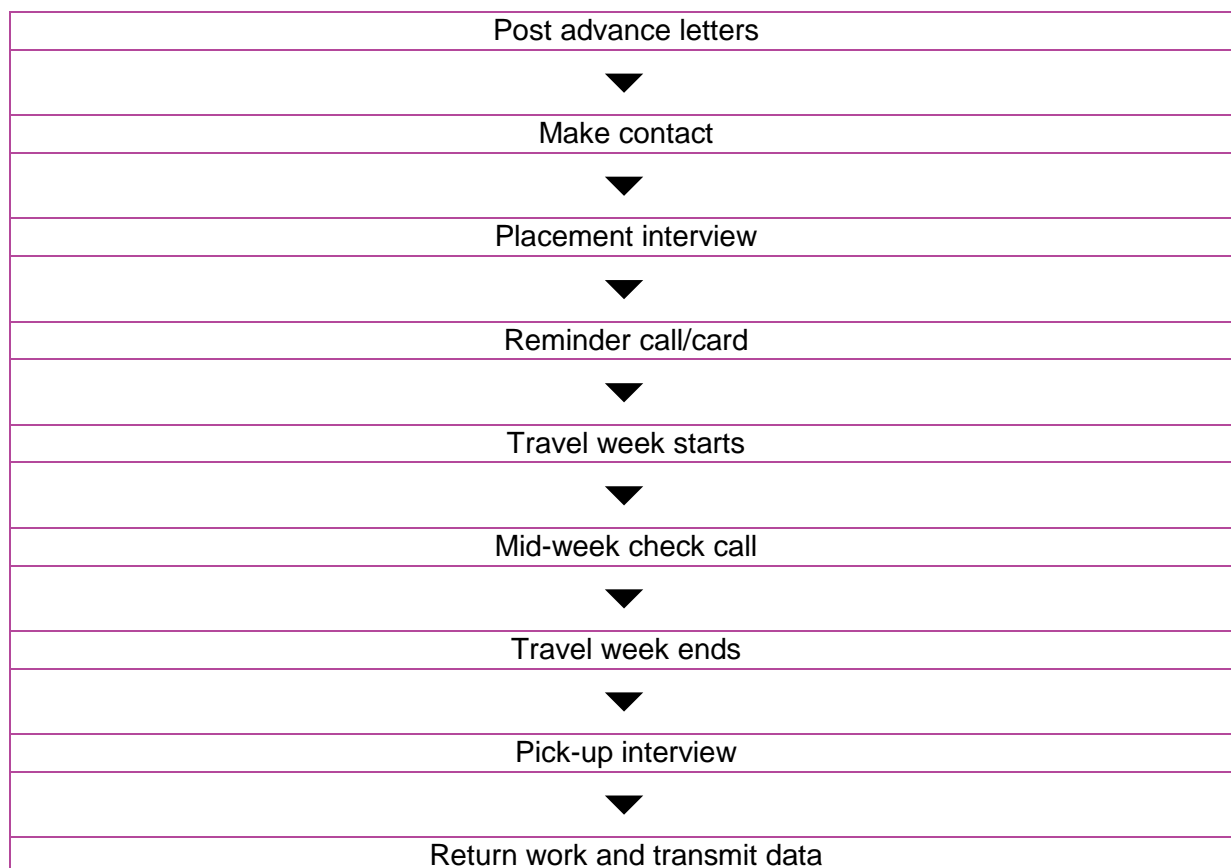 Post advance letters
Make contact
Placement interview
Reminder call/card
Travel week starts
Mid-week check call
Travel week ends
Pick-up interview
Return work and transmit data